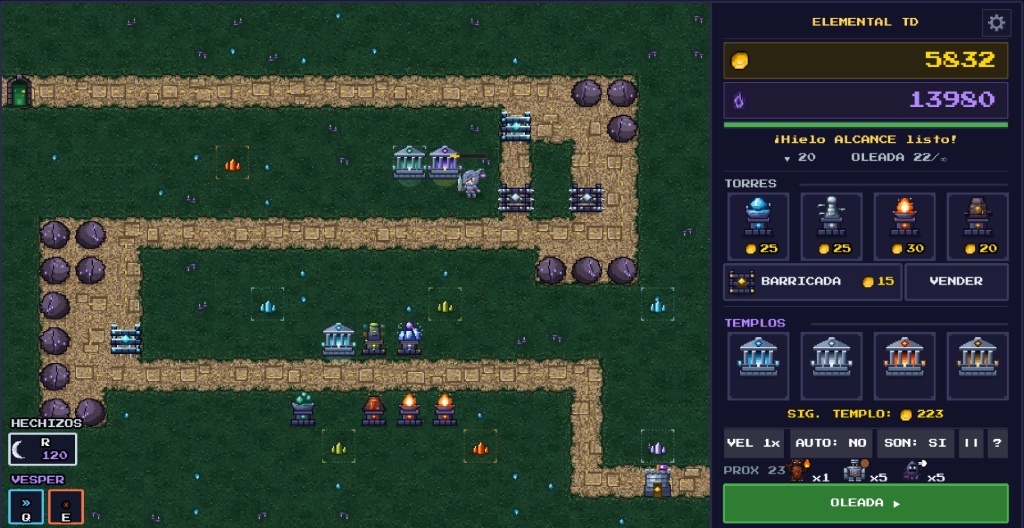 ELEMENTAL TD
5832
13980
¡Hielo ALCANCE listo!
▾ 20 OLEADA 22/∞
TORRES
25 25 30 20
BARRICADA 15 VENDER
TEMPLOS
SIG. TEMPLO: 223
VEL 1x AUTO: NO SON: SI II ?
PROX 23 x1 x5 x5
OLEADA ▸
HECHIZOS
R
120
VESPER
» Q E